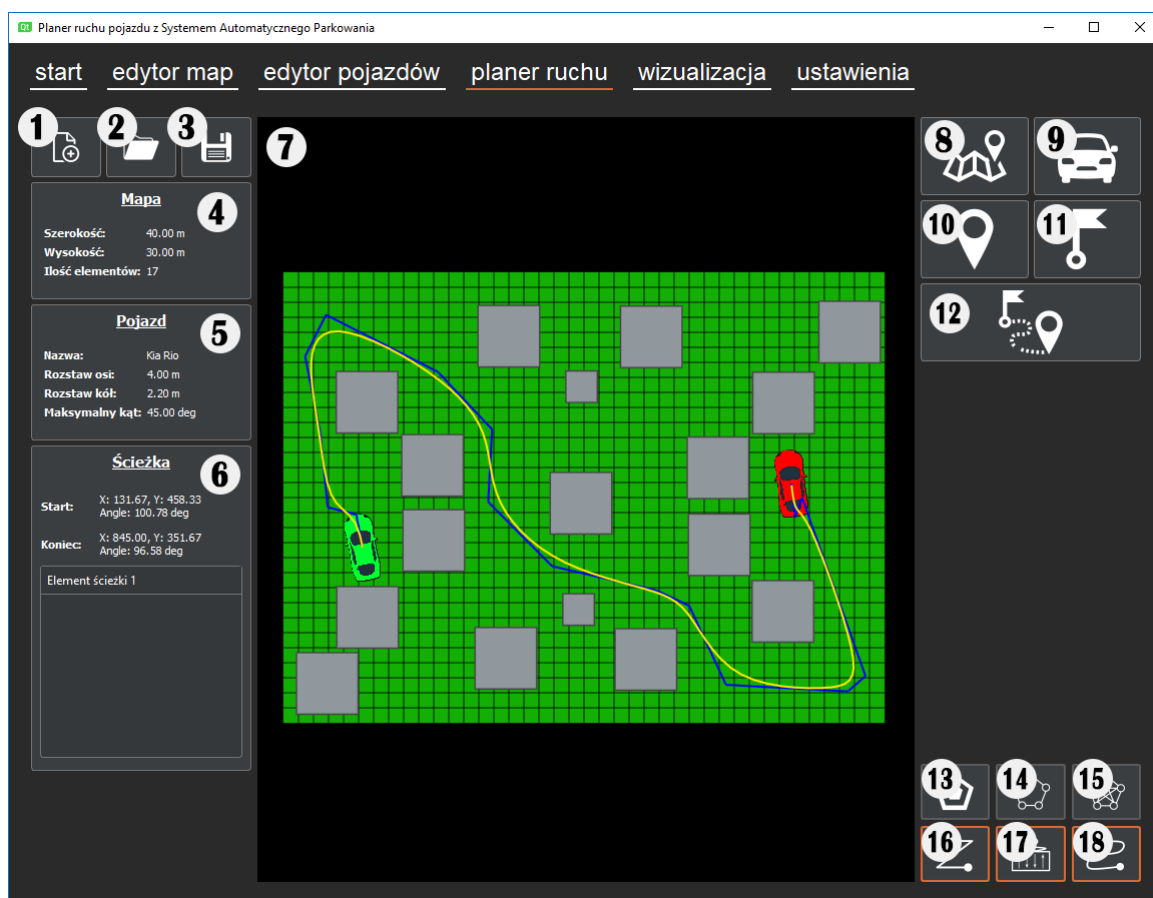 Qt Planer ruchu pojazdu z Systemem Automatycznego Parkowania
start edytor map edytor pojazdów planer ruchu wizualizacja ustawienia
1 2 3
Mapa
4
Szerokość: 40.00 m
Wysokość: 30.00 m
Ilość elementów: 17
Pojazd
5
Nazwa: Kia Rio
Rozstaw osi: 4.00 m
Rozstaw kół: 2.20 m
Maksymalny kąt: 45.00 deg
Ścieżka
6
Start: X: 131.67, Y: 458.33
Angle: 100.78 deg
Koniec: X: 845.00, Y: 351.67
Angle: 96.58 deg
Element ścieżki 1
7
8 9
10 11
12
13 14 15
16 17 18